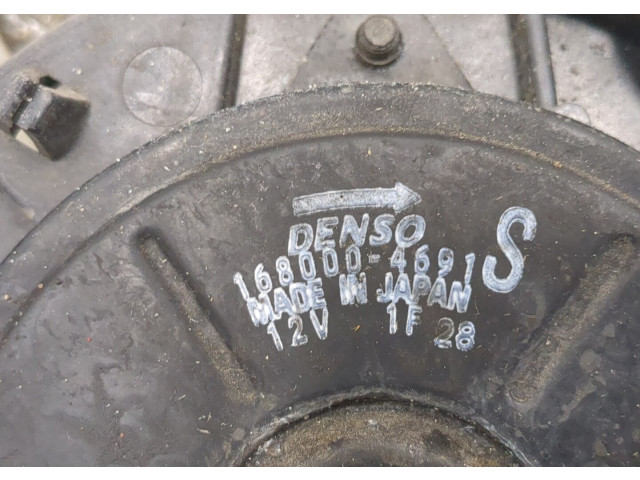 DENSO
168000-4691 S
MADE IN JAPAN
12V 1F 28